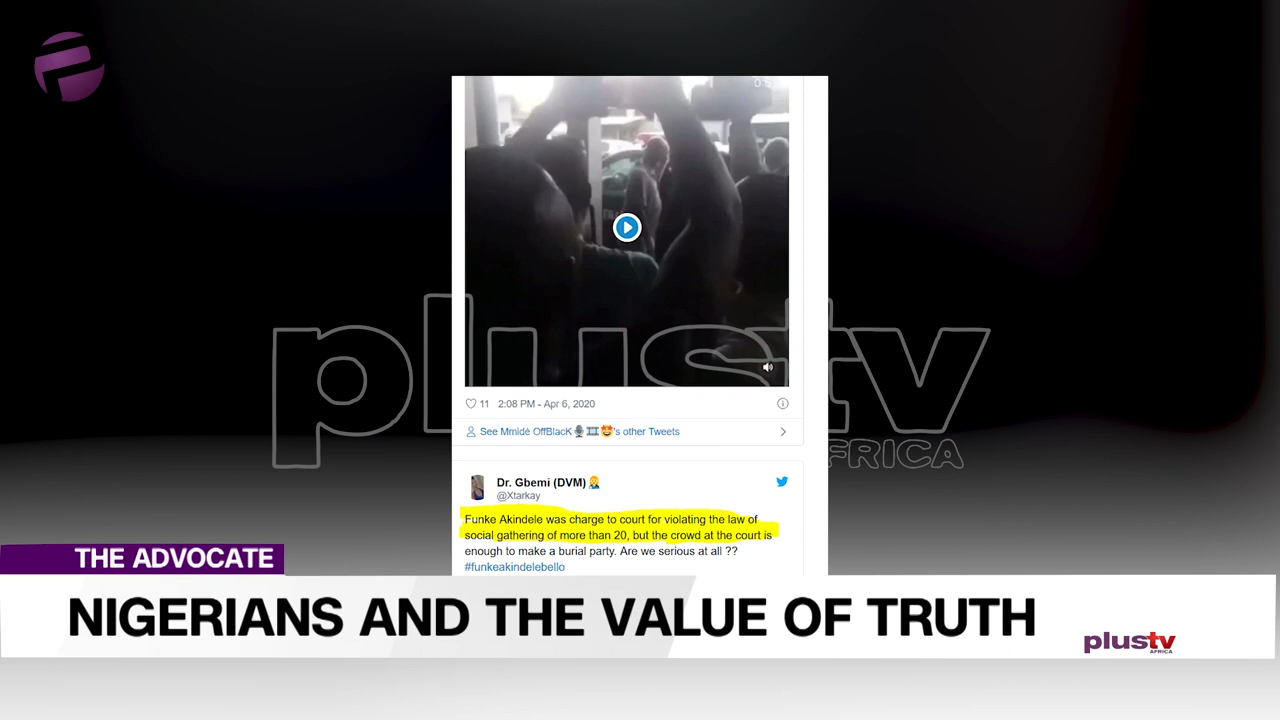 plustv
AFRICA
11 2:08 PM - Apr 6, 2020
See Mmidé OffBlacK's other Tweets
Dr. Gbemi (DVM)
@Xtarkay
Funke Akindele was charge to court for violating the law of
social gathering of more than 20, but the crowd at the court is
enough to make a burial party. Are we serious at all ??
#funkeakindelebello
THE ADVOCATE
NIGERIANS AND THE VALUE OF TRUTH
plustv
AFRICA